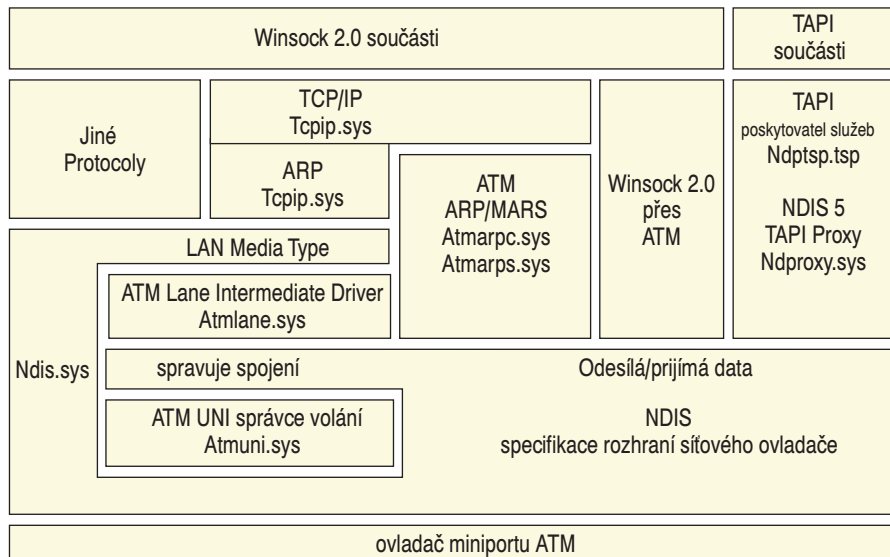 Winsock 2.0 součásti
TAPI
součásti
Jiné
Protocoly
TCP/IP
Tcpip.sys
ARP
Tcpip.sys
ATM
ARP/MARS
Atmarpc.sys
Atmarps.sys
Winsock 2.0
přes
ATM
TAPI
poskytovatel služeb
Ndptsp.tsp
NDIS 5
TAPI Proxy
Ndproxy.sys
LAN Media Type
ATM Lane Intermediate Driver
Atmlane.sys
Ndis.sys
spravuje spojení
Odesílá/prijímá data
ATM UNI správce volání
Atmuni.sys
NDIS
specifikace rozhraní síťového ovladače
ovladač miniportu ATM